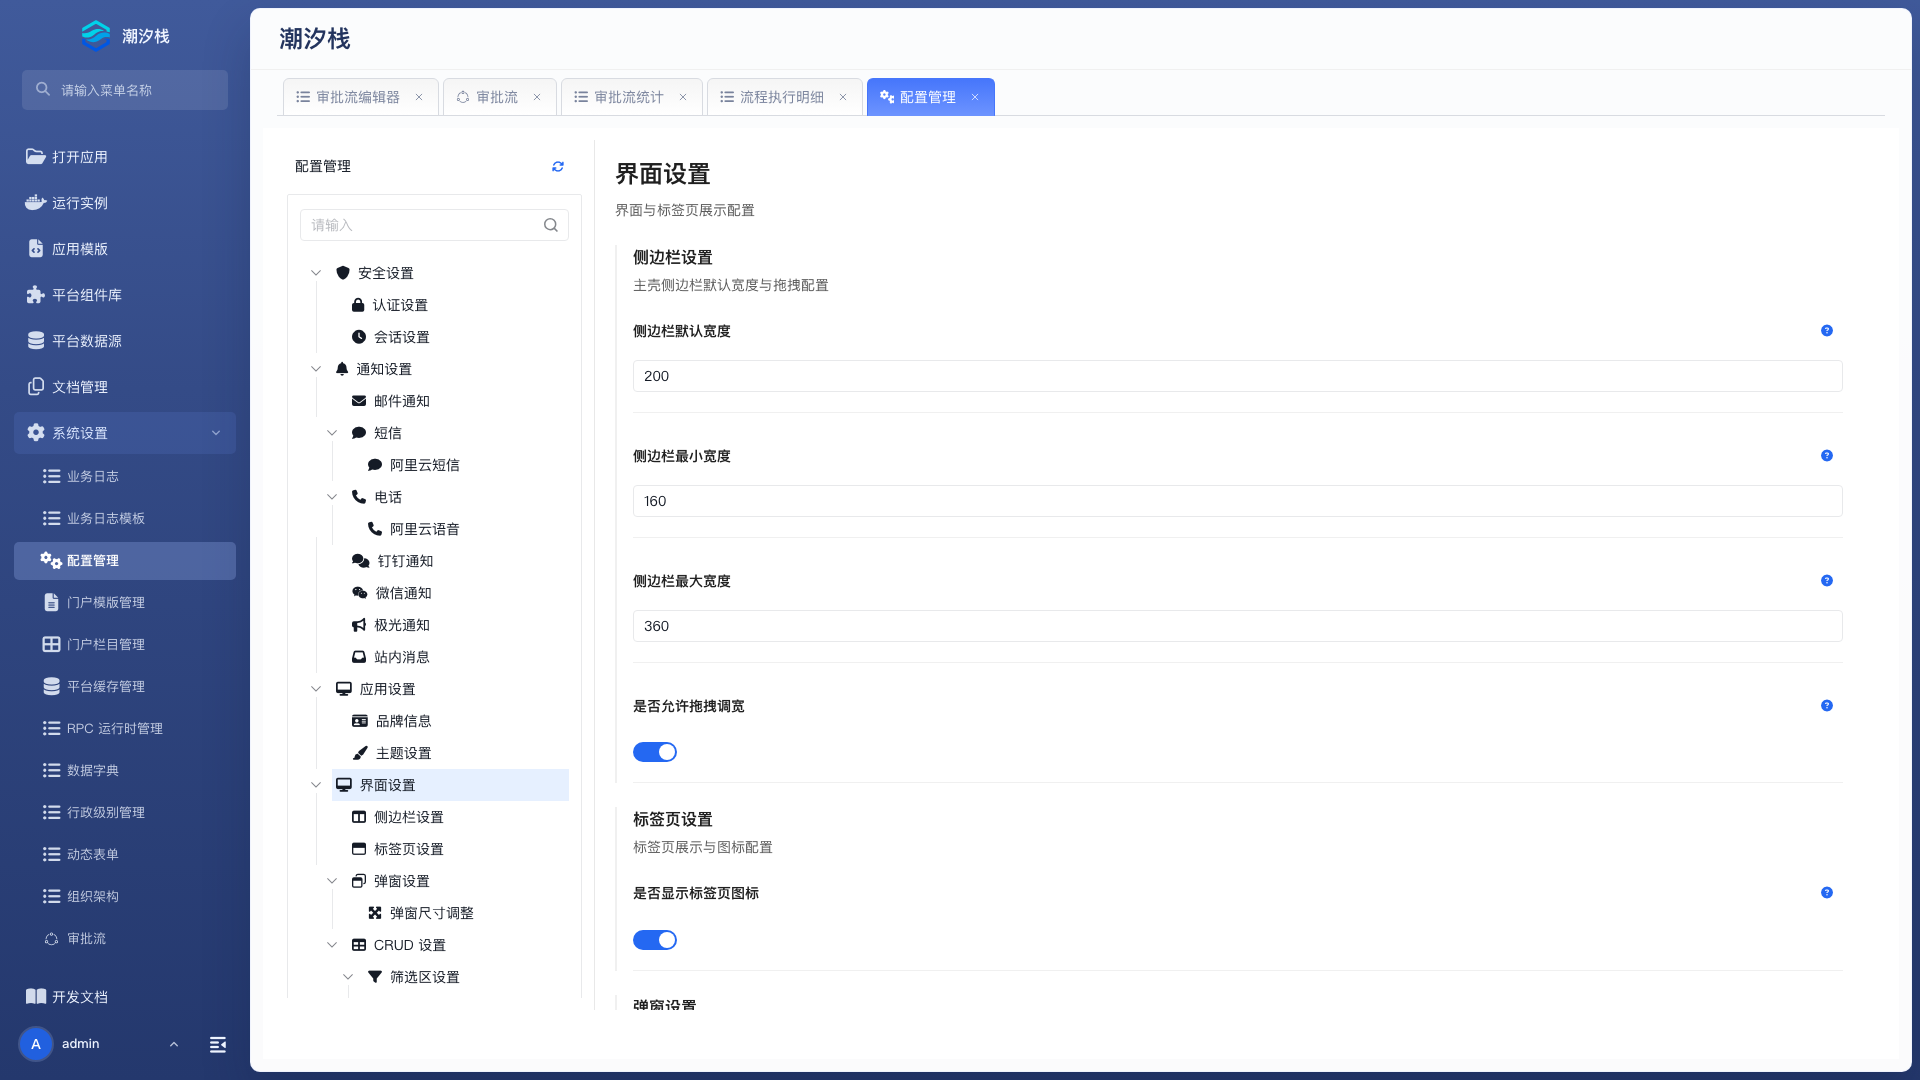 潮汐栈
请输入菜单名称
打开应用
运行实例
应用模版
平台组件库
平台数据源
文档管理
系统设置
业务日志
业务日志模板
配置管理
门户模版管理
门户栏目管理
平台缓存管理
RPC 运行时管理
数据字典
行政级别管理
动态表单
组织架构
审批流
开发文档
A admin
潮汐栈
审批流编辑器 审批流 审批流统计 流程执行明细 配置管理
配置管理
请输入
安全设置
认证设置
会话设置
通知设置
邮件通知
短信
阿里云短信
电话
阿里云语音
钉钉通知
微信通知
极光通知
站内消息
应用设置
品牌信息
主题设置
界面设置
侧边栏设置
标签页设置
弹窗设置
弹窗尺寸调整
CRUD 设置
筛选区设置
界面设置
界面与标签页展示配置
侧边栏设置
主壳侧边栏默认宽度与拖拽配置
侧边栏默认宽度
200
侧边栏最小宽度
160
侧边栏最大宽度
360
是否允许拖拽调宽
标签页设置
标签页展示与图标配置
是否显示标签页图标
弹窗设置